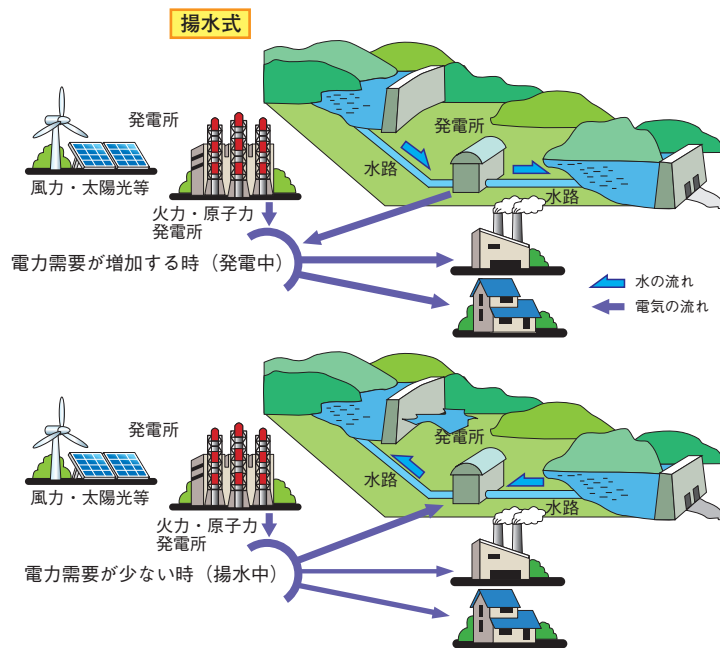 揚水式
発電所
風力・太陽光等
火力・原子力
発電所
発電所
水路
水路
電力需要が増加する時（発電中）
水の流れ
電気の流れ
発電所
風力・太陽光等
火力・原子力
発電所
発電所
水路
水路
電力需要が少ない時（揚水中）